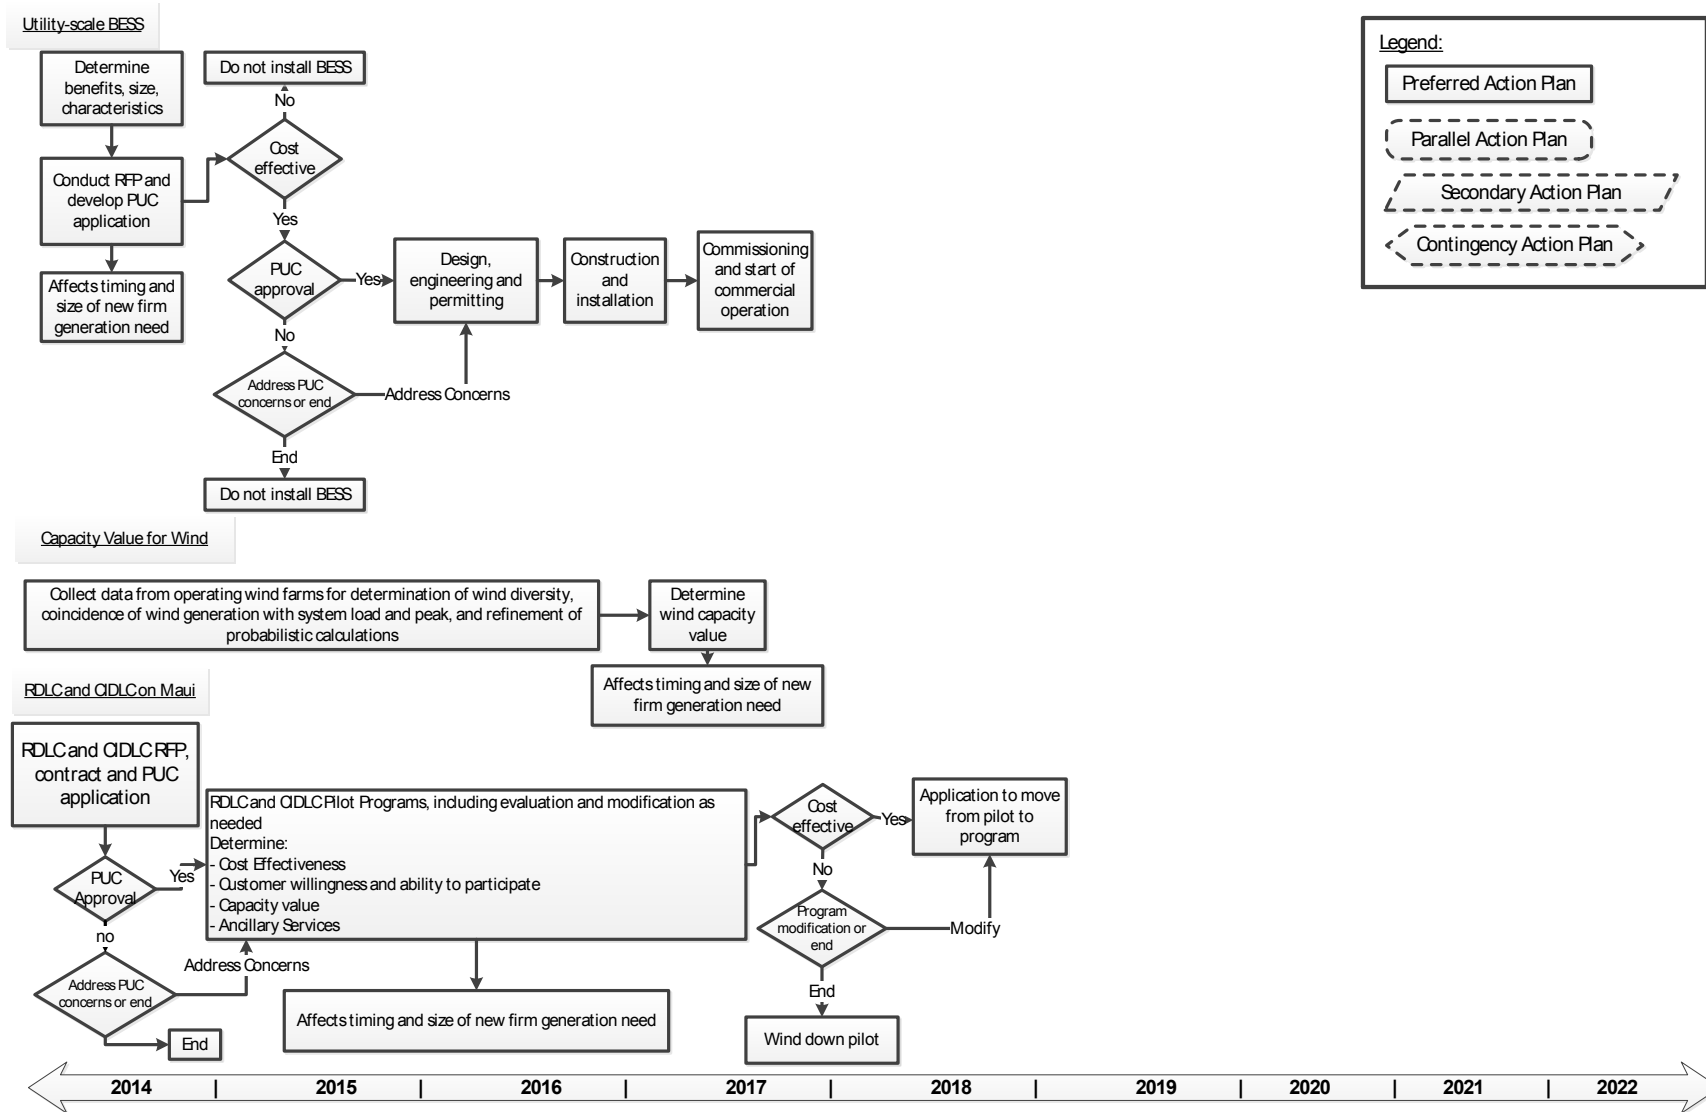 Utility-scale BESS
Determine
benefits, size,
characteristics
Conduct RFP and
develop PUC
application
Affects timing and
size of new firm
generation need
Do not install BESS
No
Cost
effective
Yes
PUC
approval
Yes
No
Address PUC
concerns or end
Address Concerns
End
Do not install BESS
Design,
engineering and
permitting
Construction
and
installation
Commissioning
and start of
commercial
operation
Legend:
Preferred Action Plan
Parallel Action Plan
Secondary Action Plan
Contingency Action Plan
Capacity Value for Wind
Collect data from operating wind farms for determination of wind diversity,
coincidence of wind generation with system load and peak, and refinement of
probabilistic calculations
Determine
wind capacity
value
Affects timing and size of new
firm generation need
RDLC and CIDLC on Maui
RDLC and CIDLC RFP,
contract and PUC
application
PUC
Approval
Yes
no
Address PUC
concerns or end
Address Concerns
End
RDLC and CIDLC Pilot Programs, including evaluation and modification as
needed
Determine:
- Cost Effectiveness
- Customer willingness and ability to participate
- Capacity value
- Ancillary Services
Affects timing and size of new firm generation need
Cost
effective
Yes
No
Application to move
from pilot to
program
Program
modification or
end
Modify
End
Wind down pilot
2014 | 2015 | 2016 | 2017 | 2018 | 2019 | 2020 | 2021 | 2022